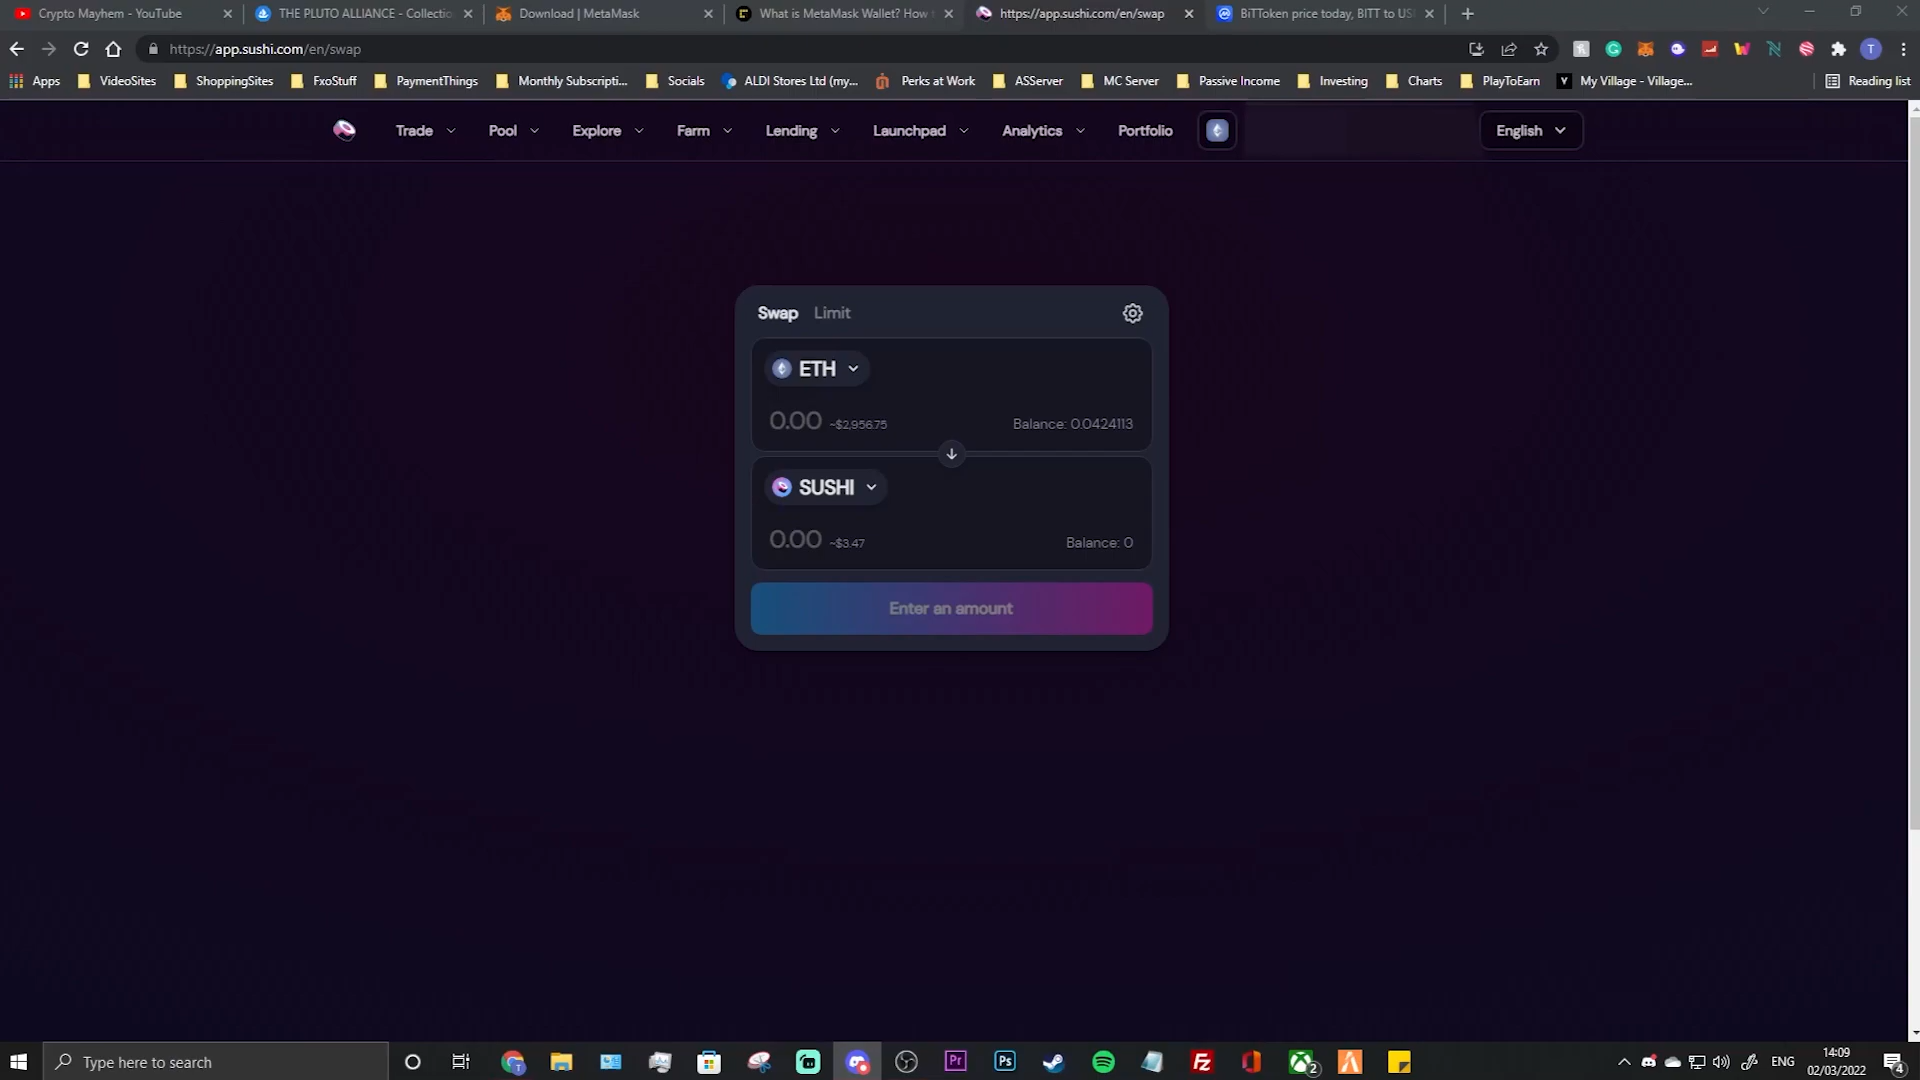 Crypto Mayhem - YouTube
THE PLUTO ALLIANCE - Collectio
Download | MetaMask
What is MetaMask Wallet? How
https://app.sushi.com/en/swap
BiTToken price today, BITT to US
https://app.sushi.com/en/swap
Apps
VideoSites
ShoppingSites
FxoStuff
PaymentThings
Monthly Subscripti...
Socials
ALDI Stores Ltd (my...
Perks at Work
ASServer
MC Server
Passive Income
Investing
Charts
PlayToEarn
My Village - Village...
Reading list
Trade
Pool
Explore
Farm
Lending
Launchpad
Analytics
Portfolio
English
Swap
Limit
ETH
0.00 ~$2,956.75
Balance: 0.0424113
SUSHI
0.00 ~$3.47
Balance: 0
Enter an amount
Type here to search
ENG
14:09
02/03/2022